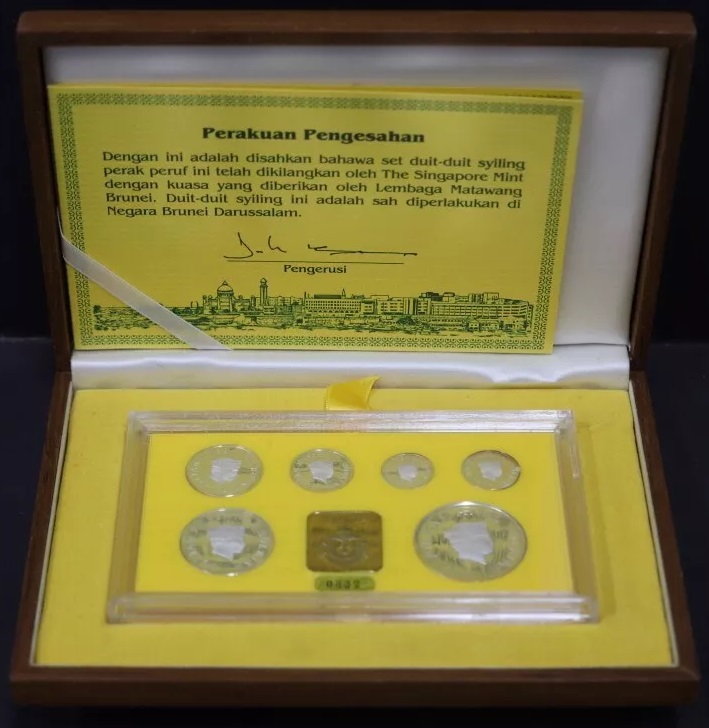 Perakuan Pengesahan
Dengan ini adalah disahkan bahawa set duit-duit syiling
perak peruf ini telah dikilangkan oleh The Singapore Mint
dengan kuasa yang diberikan oleh Lembaga Matawang
Brunei. Duit-duit syiling ini adalah sah diperlakukan di
Negara Brunei Darussalam.
Pengerusi